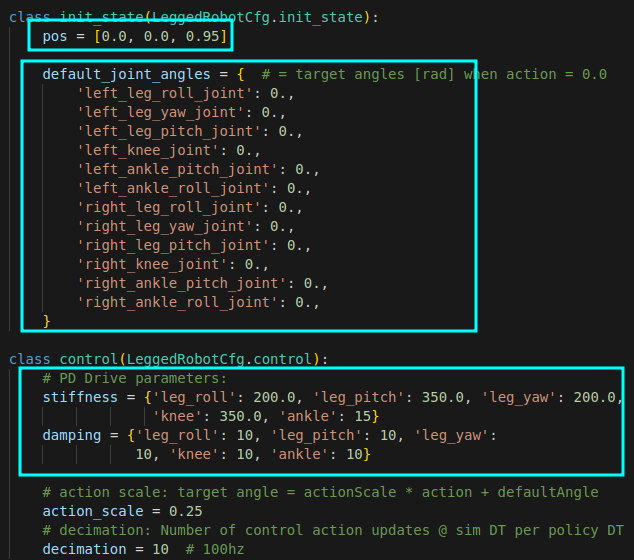 class init_state(LeggedRobotCfg.init_state):
pos = [0.0, 0.0, 0.95]
default_joint_angles = {  # = target angles [rad] when action = 0.0
'left_leg_roll_joint': 0.,
'left_leg_yaw_joint': 0.,
'left_leg_pitch_joint': 0.,
'left_knee_joint': 0.,
'left_ankle_pitch_joint': 0.,
'left_ankle_roll_joint': 0.,
'right_leg_roll_joint': 0.,
'right_leg_yaw_joint': 0.,
'right_leg_pitch_joint': 0.,
'right_knee_joint': 0.,
'right_ankle_pitch_joint': 0.,
'right_ankle_roll_joint': 0.,
}
class control(LeggedRobotCfg.control):
# PD Drive parameters:
stiffness = {'leg_roll': 200.0, 'leg_pitch': 350.0, 'leg_yaw': 200.0,
'knee': 350.0, 'ankle': 15}
damping = {'leg_roll': 10, 'leg_pitch': 10, 'leg_yaw':
10, 'knee': 10, 'ankle': 10}
# action scale: target angle = actionScale * action + defaultAngle
action_scale = 0.25
# decimation: Number of control action updates @ sim DT per policy DT
decimation = 10  # 100hz